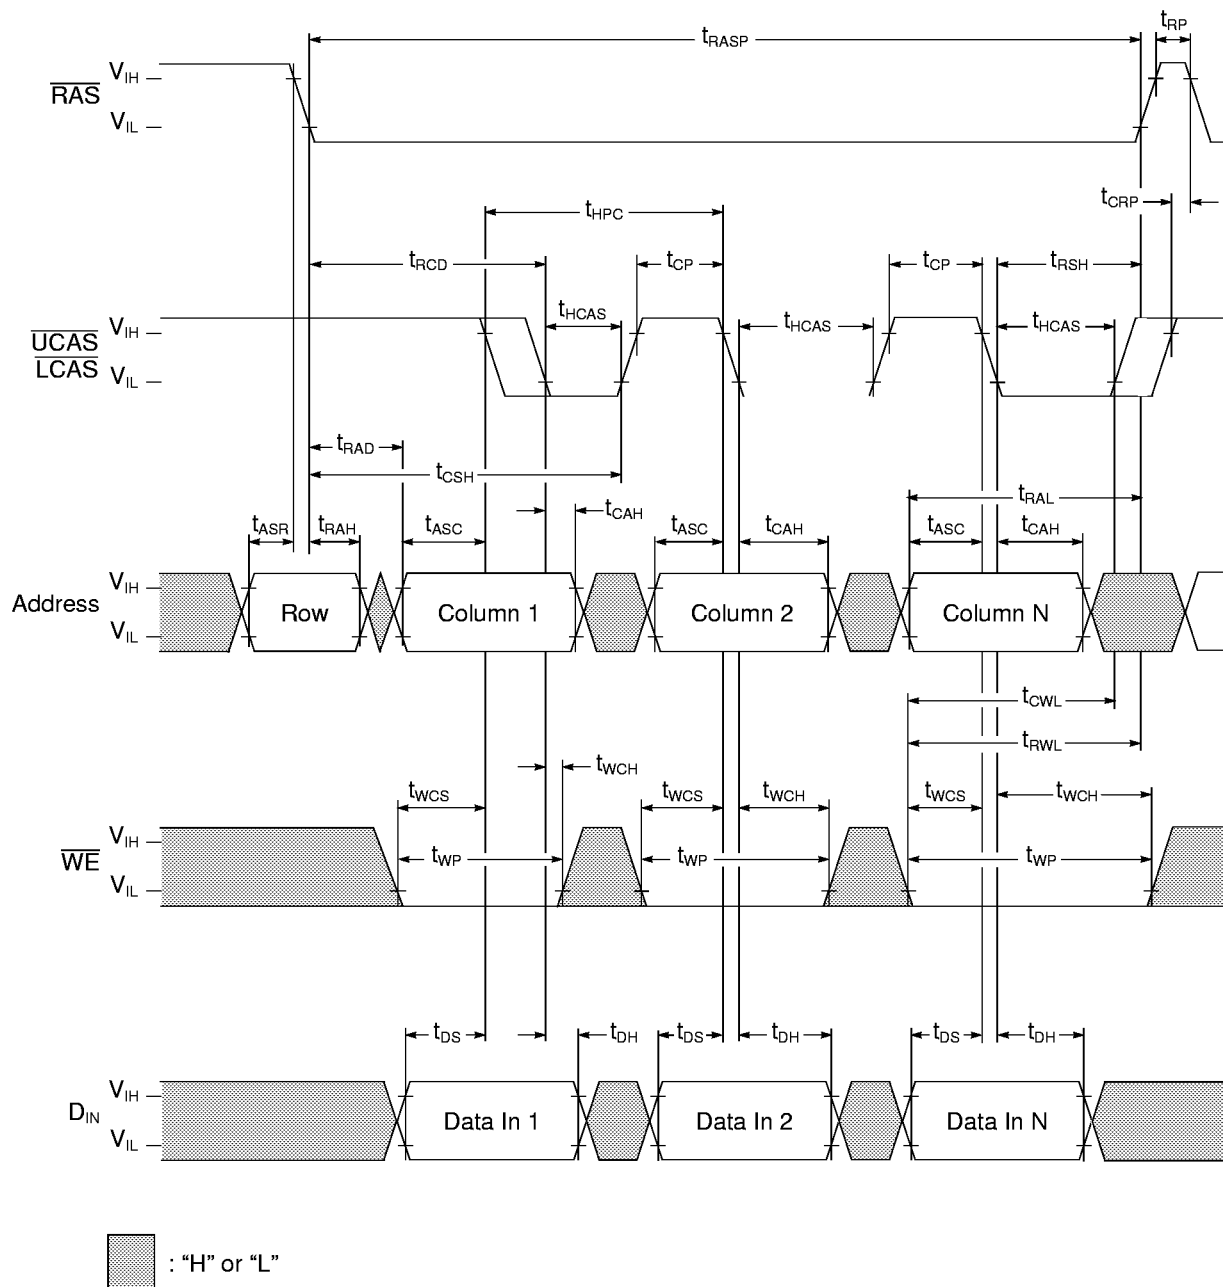 tRP
tRASP
RAS
VIH
VIL
tCRP
tHPC
tRCD
tCP
tCP
tRSH
UCAS
LCAS
VIH
VIL
tHCAS
tHCAS
tHCAS
tRAD
tCSH
tRAL
tASR
tRAH
tASC
tCAH
tASC
tCAH
tASC
tCAH
Address
VIH
VIL
Row
Column 1
Column 2
Column N
tCWL
tRWL
tWCH
tWCS
tWCS
tWCH
tWCS
tWCH
WE
VIH
VIL
tWP
tWP
tWP
tDS
tDH
tDS
tDH
tDS
tDH
DIN
VIH
VIL
Data In 1
Data In 2
Data In N
: “H” or “L”